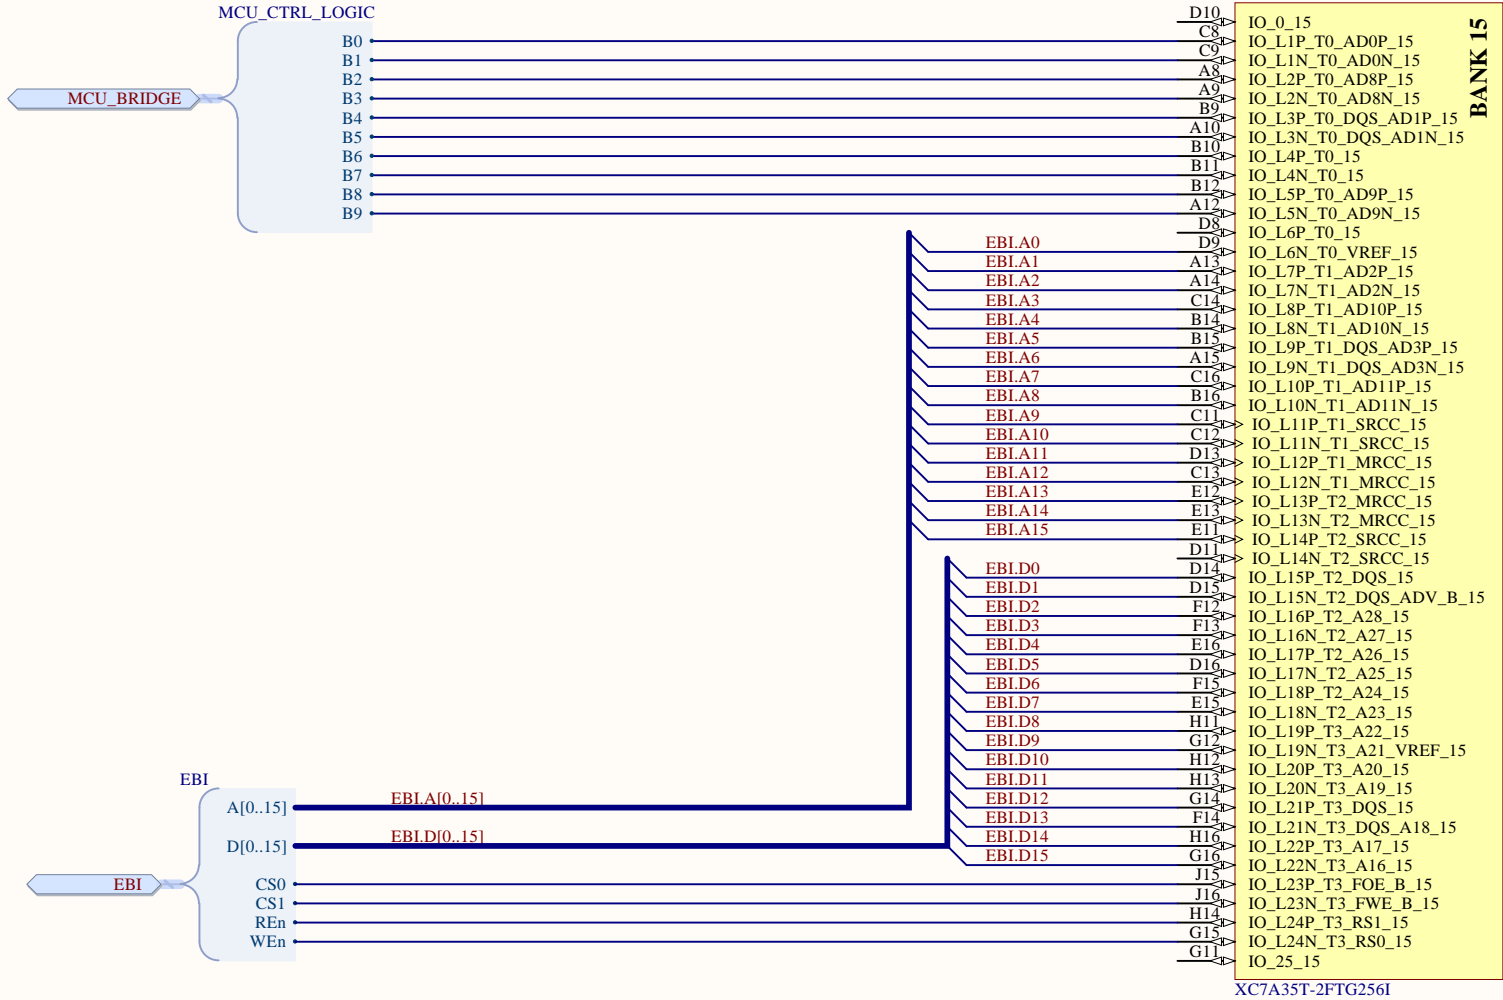 MCU_CTRL_LOGIC
MCU_BRIDGE
B0
B1
B2
B3
B4
B5
B6
B7
B8
B9
BANK 15
D10 IO_0_15
C8 IO_L1P_T0_AD0P_15
C9 IO_L1N_T0_AD0N_15
A8 IO_L2P_T0_AD8P_15
A9 IO_L2N_T0_AD8N_15
B9 IO_L3P_T0_DQS_AD1P_15
A10 IO_L3N_T0_DQS_AD1N_15
B10 IO_L4P_T0_15
B11 IO_L4N_T0_15
B12 IO_L5P_T0_AD9P_15
A12 IO_L5N_T0_AD9N_15
D8 IO_L6P_T0_15
EBI.A0 D9 IO_L6N_T0_VREF_15
EBI.A1 A13 IO_L7P_T1_AD2P_15
EBI.A2 A14 IO_L7N_T1_AD2N_15
EBI.A3 C14 IO_L8P_T1_AD10P_15
EBI.A4 B14 IO_L8N_T1_AD10N_15
EBI.A5 B15 IO_L9P_T1_DQS_AD3P_15
EBI.A6 A15 IO_L9N_T1_DQS_AD3N_15
EBI.A7 C16 IO_L10P_T1_AD11P_15
EBI.A8 B16 IO_L10N_T1_AD11N_15
EBI.A9 C11 IO_L11P_T1_SRCC_15
EBI.A10 C12 IO_L11N_T1_SRCC_15
EBI.A11 D13 IO_L12P_T1_MRCC_15
EBI.A12 C13 IO_L12N_T1_MRCC_15
EBI.A13 E12 IO_L13P_T2_MRCC_15
EBI.A14 E13 IO_L13N_T2_MRCC_15
EBI.A15 E11 IO_L14P_T2_SRCC_15
D11 IO_L14N_T2_SRCC_15
EBI.D0 D14 IO_L15P_T2_DQS_15
EBI.D1 D15 IO_L15N_T2_DQS_ADV_B_15
EBI.D2 F12 IO_L16P_T2_A28_15
EBI.D3 F13 IO_L16N_T2_A27_15
EBI.D4 E16 IO_L17P_T2_A26_15
EBI.D5 D16 IO_L17N_T2_A25_15
EBI.D6 F15 IO_L18P_T2_A24_15
EBI.D7 E15 IO_L18N_T2_A23_15
EBI.D8 H11 IO_L19P_T3_A22_15
EBI.D9 G12 IO_L19N_T3_A21_VREF_15
EBI.D10 H12 IO_L20P_T3_A20_15
EBI.D11 H13 IO_L20N_T3_A19_15
EBI.D12 G14 IO_L21P_T3_DQS_15
EBI.D13 F14 IO_L21N_T3_DQS_A18_15
EBI.D14 H16 IO_L22P_T3_A17_15
EBI.D15 G16 IO_L22N_T3_A16_15
J15 IO_L23P_T3_FOE_B_15
J16 IO_L23N_T3_FWE_B_15
H14 IO_L24P_T3_RS1_15
G15 IO_L24N_T3_RS0_15
G11 IO_25_15
EBI
A[0..15] EBI.A[0..15]
D[0..15] EBI.D[0..15]
EBI
CS0
CS1
REn
WEn
XC7A35T-2FTG256I